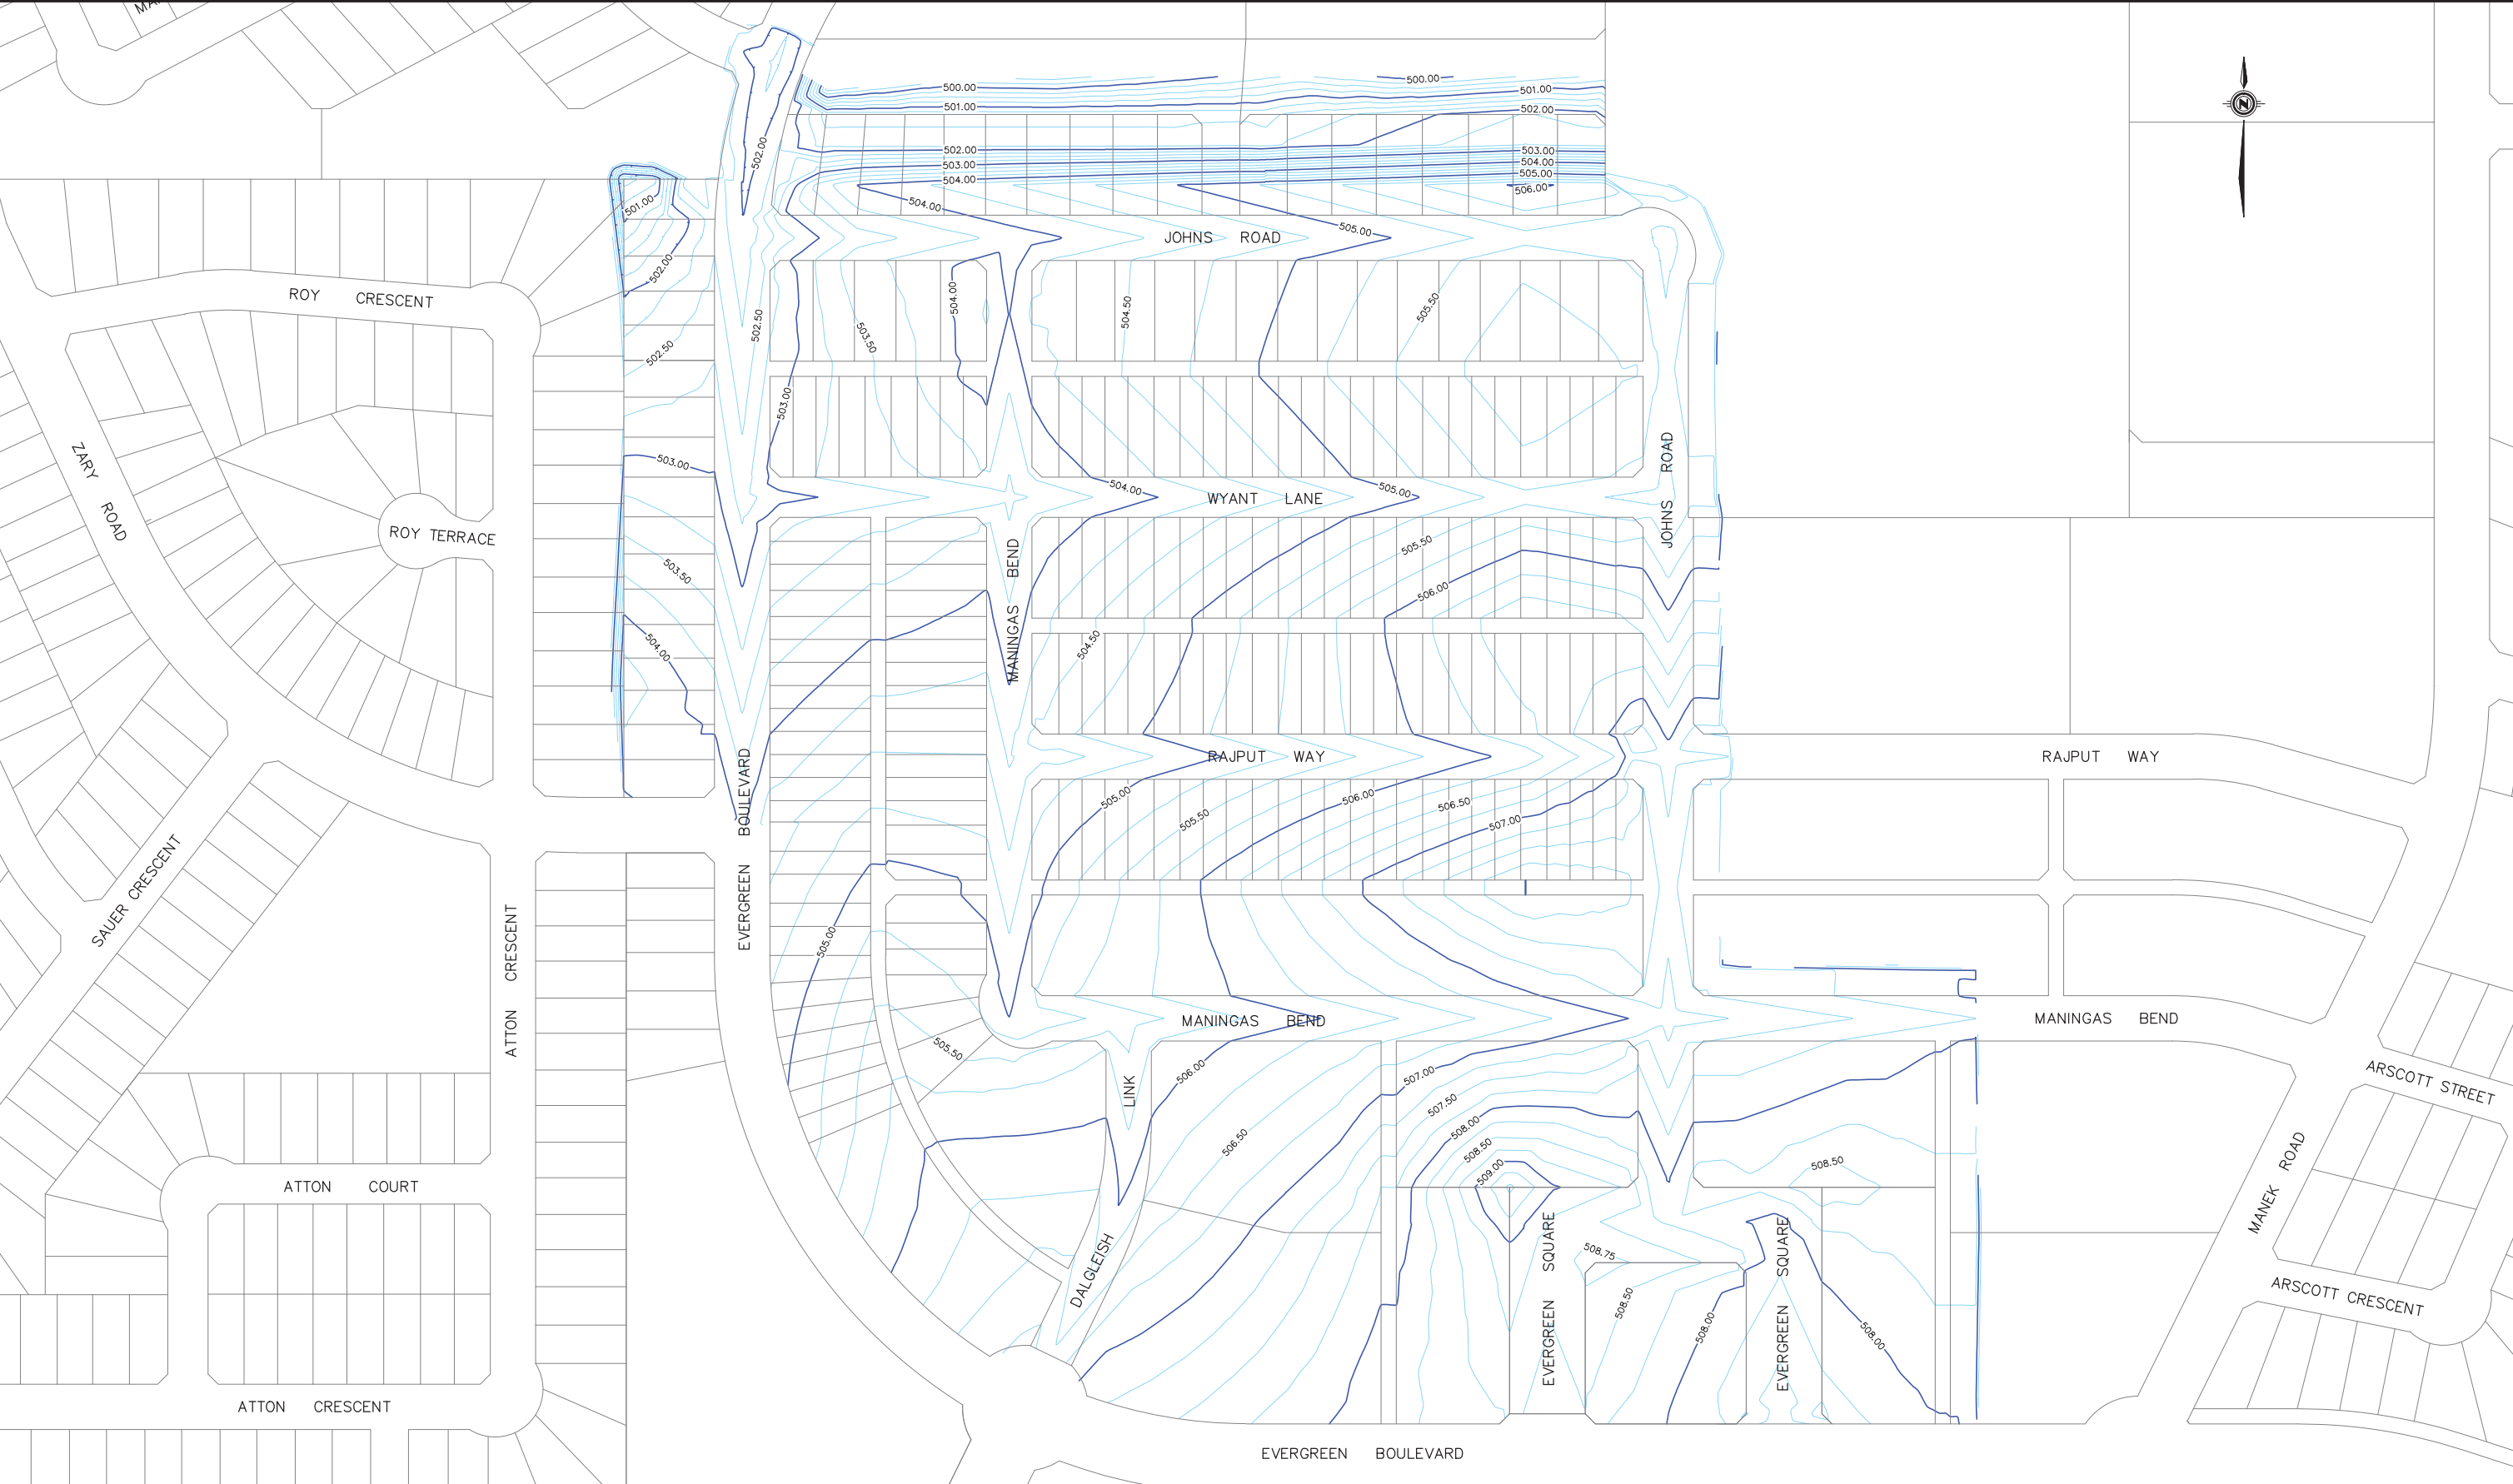 500.00
500.00
501.00
501.00
502.00
502.00
502.00
503.00
503.00
504.00
504.00
505.00
506.00
N
501.00
504.00
505.00
JOHNS ROAD
502.00
ROY CRESCENT
502.50
504.00
504.50
505.50
503.50
502.50
503.00
503.00
504.00
505.00
WYANT LANE
JOHNS ROAD
ZARY ROAD
ROY TERRACE
503.50
505.50
MANINGAS BEND
506.00
504.00
504.50
RAJPUT WAY
RAJPUT WAY
EVERGREEN BOULEVARD
505.00
505.50
506.00
506.50
507.00
SAUER CRESCENT
505.00
ATTON CRESCENT
MANINGAS BEND
MANINGAS BEND
505.50
LINK
506.00
507.00
507.50
508.00
508.50
509.00
506.50
508.50
ARSCOTT STREET
MANEK ROAD
ATTON COURT
DALGLEISH
EVERGREEN SQUARE
508.75
508.50
508.00
EVERGREEN SQUARE
508.00
ARSCOTT CRESCENT
ATTON CRESCENT
EVERGREEN BOULEVARD